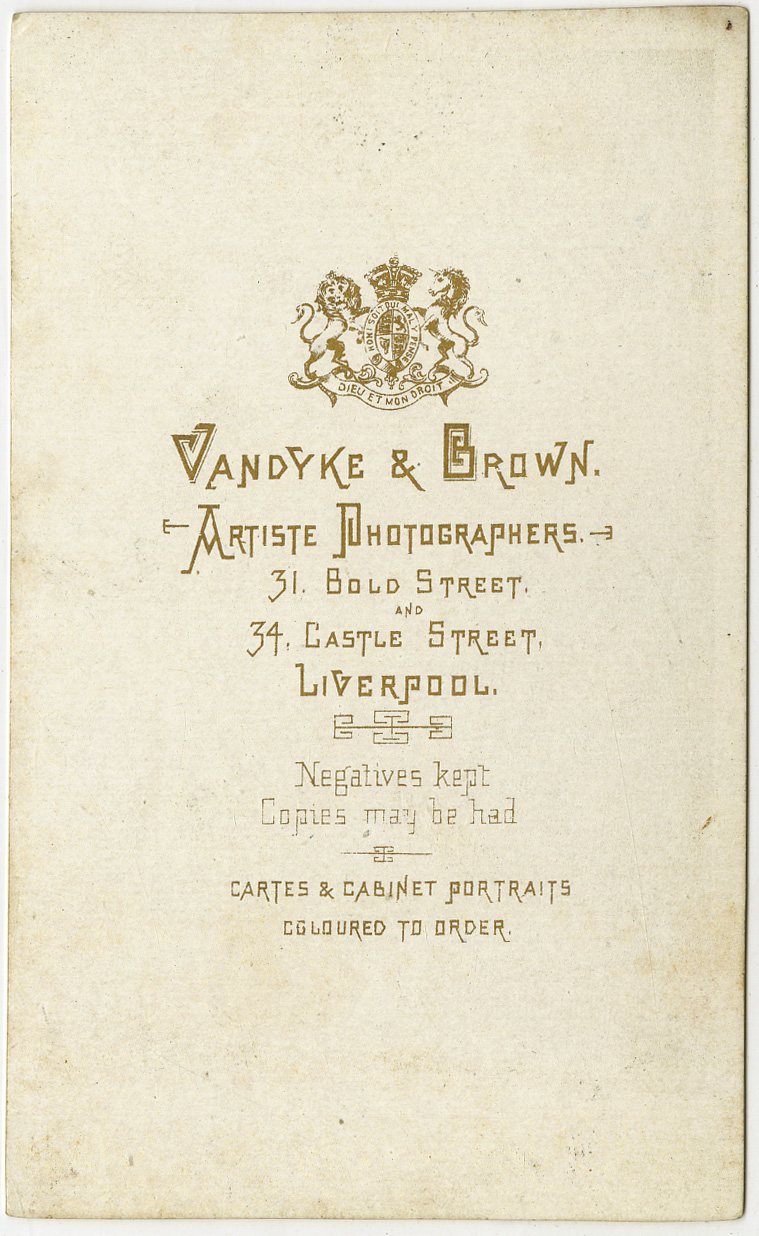 HONI SOIT QUI MAL Y PENSE
DIEU ET MON DROIT
VANDYKE & BROWN.
ARTISTE PHOTOGRAPHERS.
31. BOLD STREET,
AND
34, CASTLE STREET,
LIVERPOOL.
Negatives kept
Copies may be had
CARTES & CABINET PORTRAITS
COLOURED TO ORDER.